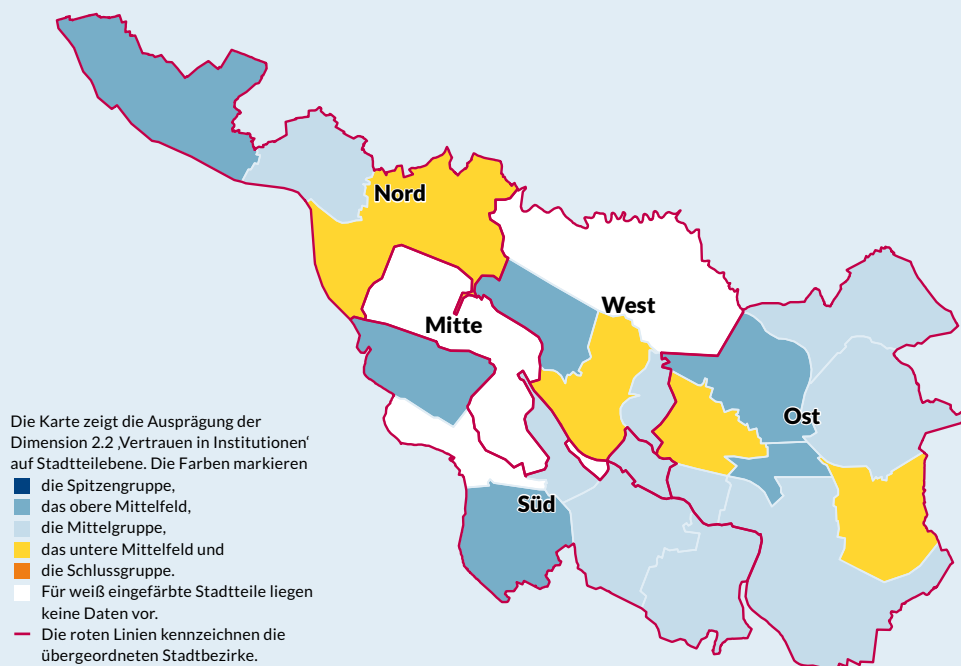 Nord
West
Mitte
Ost
Süd
Die Karte zeigt die Ausprägung der
Dimension 2.2 ‚Vertrauen in Institutionen‘
auf Stadtteilebene. Die Farben markieren
die Spitzengruppe,
das obere Mittelfeld,
die Mittelgruppe,
das untere Mittelfeld und
die Schlussgruppe.
Für weiß eingefärbte Stadtteile liegen
keine Daten vor.
Die roten Linien kennzeichnen die
übergeordneten Stadtbezirke.